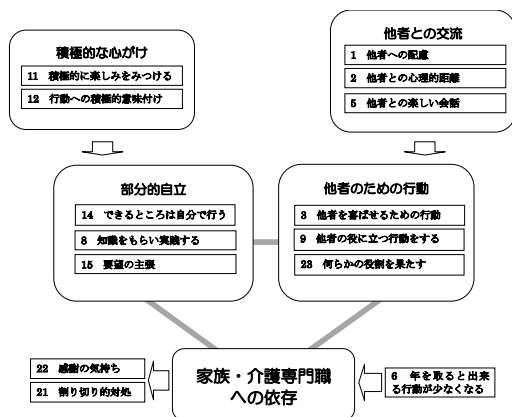 積極的な心がけ
11 積極的に楽しみをみつける
12 行動への積極的意味付け
他者との交流
1 他者への配慮
2 他者との心理的距離
5 他者との楽しい会話
部分的自立
14 できるところは自分で行う
8 知識をもらい実践する
15 要望の主張
他者のための行動
3 他者を喜ばせるための行動
9 他者の役に立つ行動をする
23 何らかの役割を果たす
22 感謝の気持ち
21 割り切り的対処
家族・介護専門職
への依存
6 年を取ると出来
る行動が少なくなる